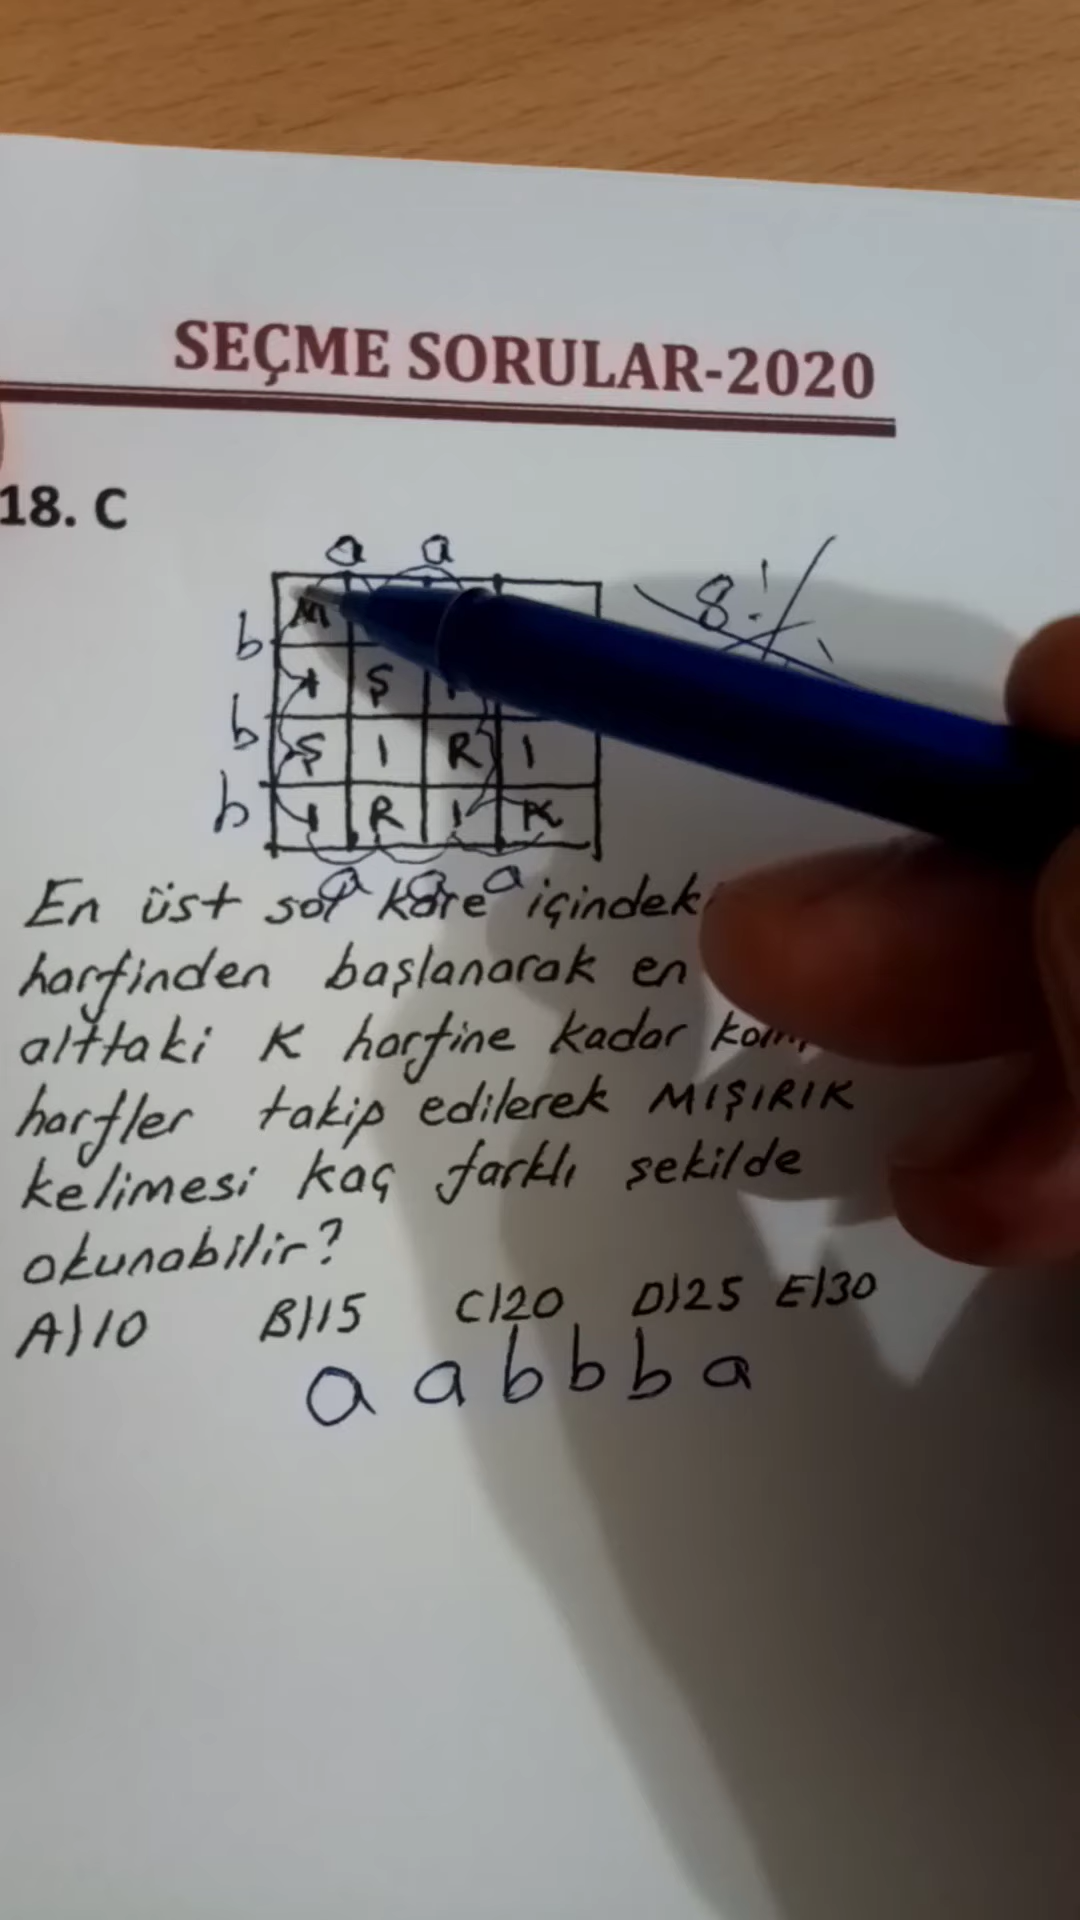 SEÇME SORULAR-2020
18. C
a a
8!
b M
b I Ş
b Ş I R I
I R I K
a a a
En üst sol kare içindek
harfinden başlanarak en
alttaki K harfine kadar
harfler takip edilerek MIŞIRIK
kelimesi kaç farklı şekilde
okunabilir?
A)10 B)15 C)20 D)25 E)30
a a b b b a